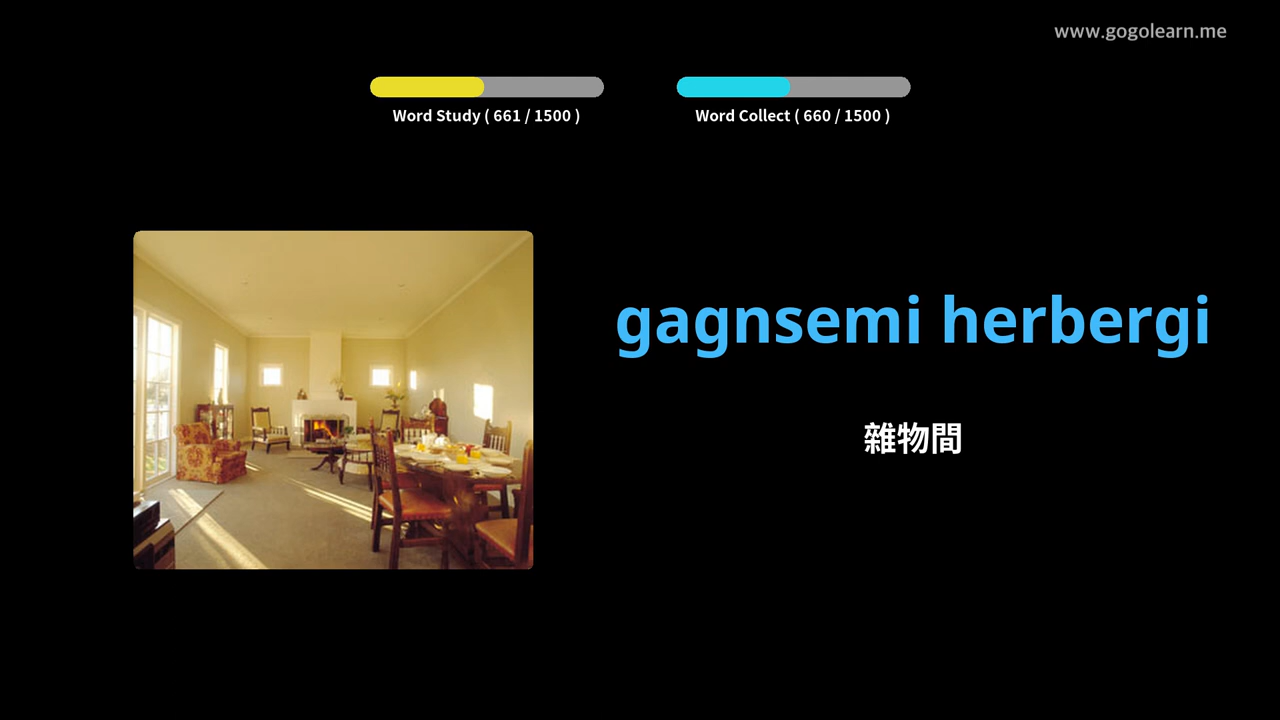 www.gogolearn.me
Word Study ( 661 / 1500 )
Word Collect ( 660 / 1500 )
gagnsemi herbergi
雜物間